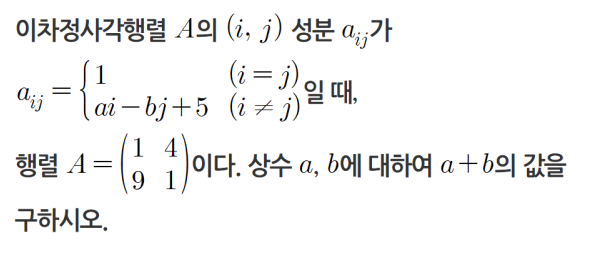 이차정사각행렬 A의 (i, j) 성분 a_{ij}가
a_{ij} = { 1 (i = j)
ai − bj + 5 (i ≠ j) 일 때,
행렬 A = ( 1 4
9 1 ) 이다. 상수 a, b에 대하여 a + b의 값을
구하시오.